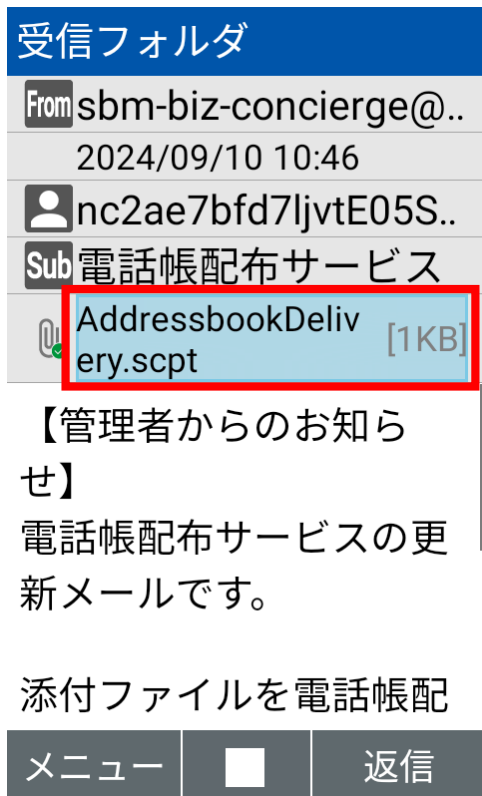 受信フォルダ
From sbm-biz-concierge@..
2024/09/10 10:46
nc2ae7bfd7ljvtE05S..
Sub 電話帳配布サービス
AddressbookDeliv
ery.scpt
[1KB]
【管理者からのお知ら
せ】
電話帳配布サービスの更
新メールです。
添付ファイルを電話帳配
メニュー 返信